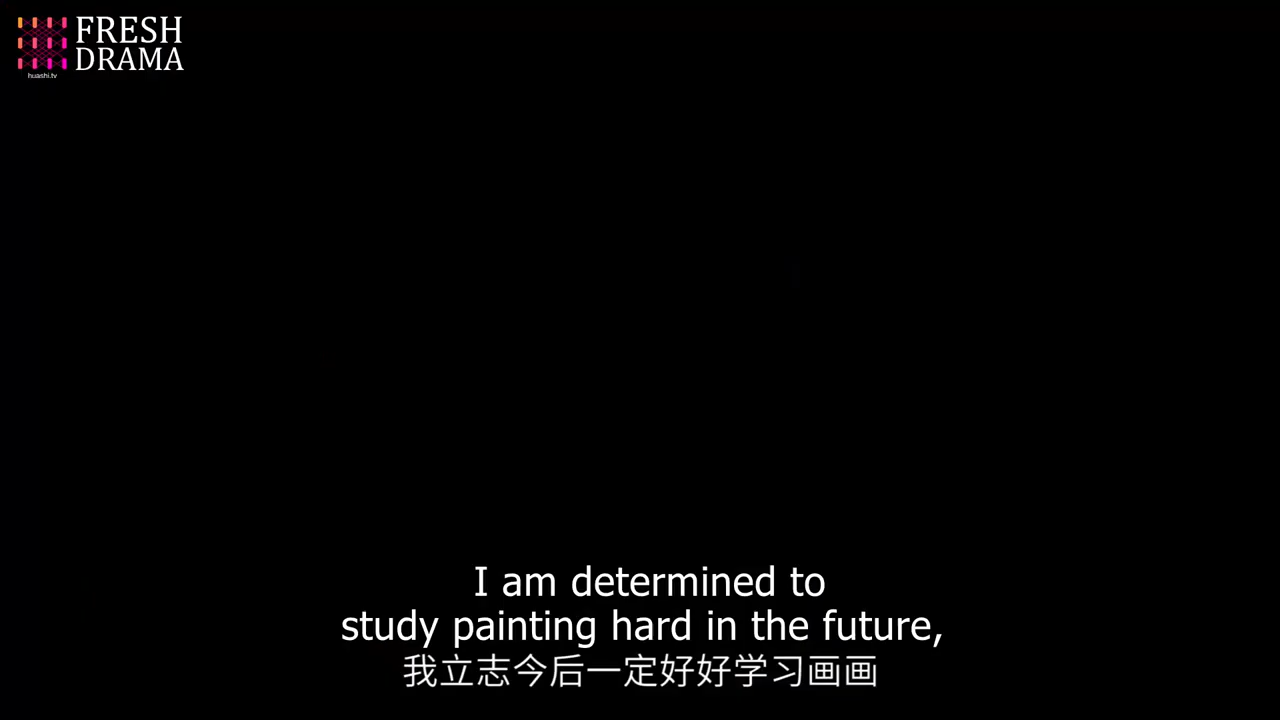 FRESH
DRAMA
huashi.tv
I am determined to
study painting hard in the future,
我立志今后一定好好学习画画